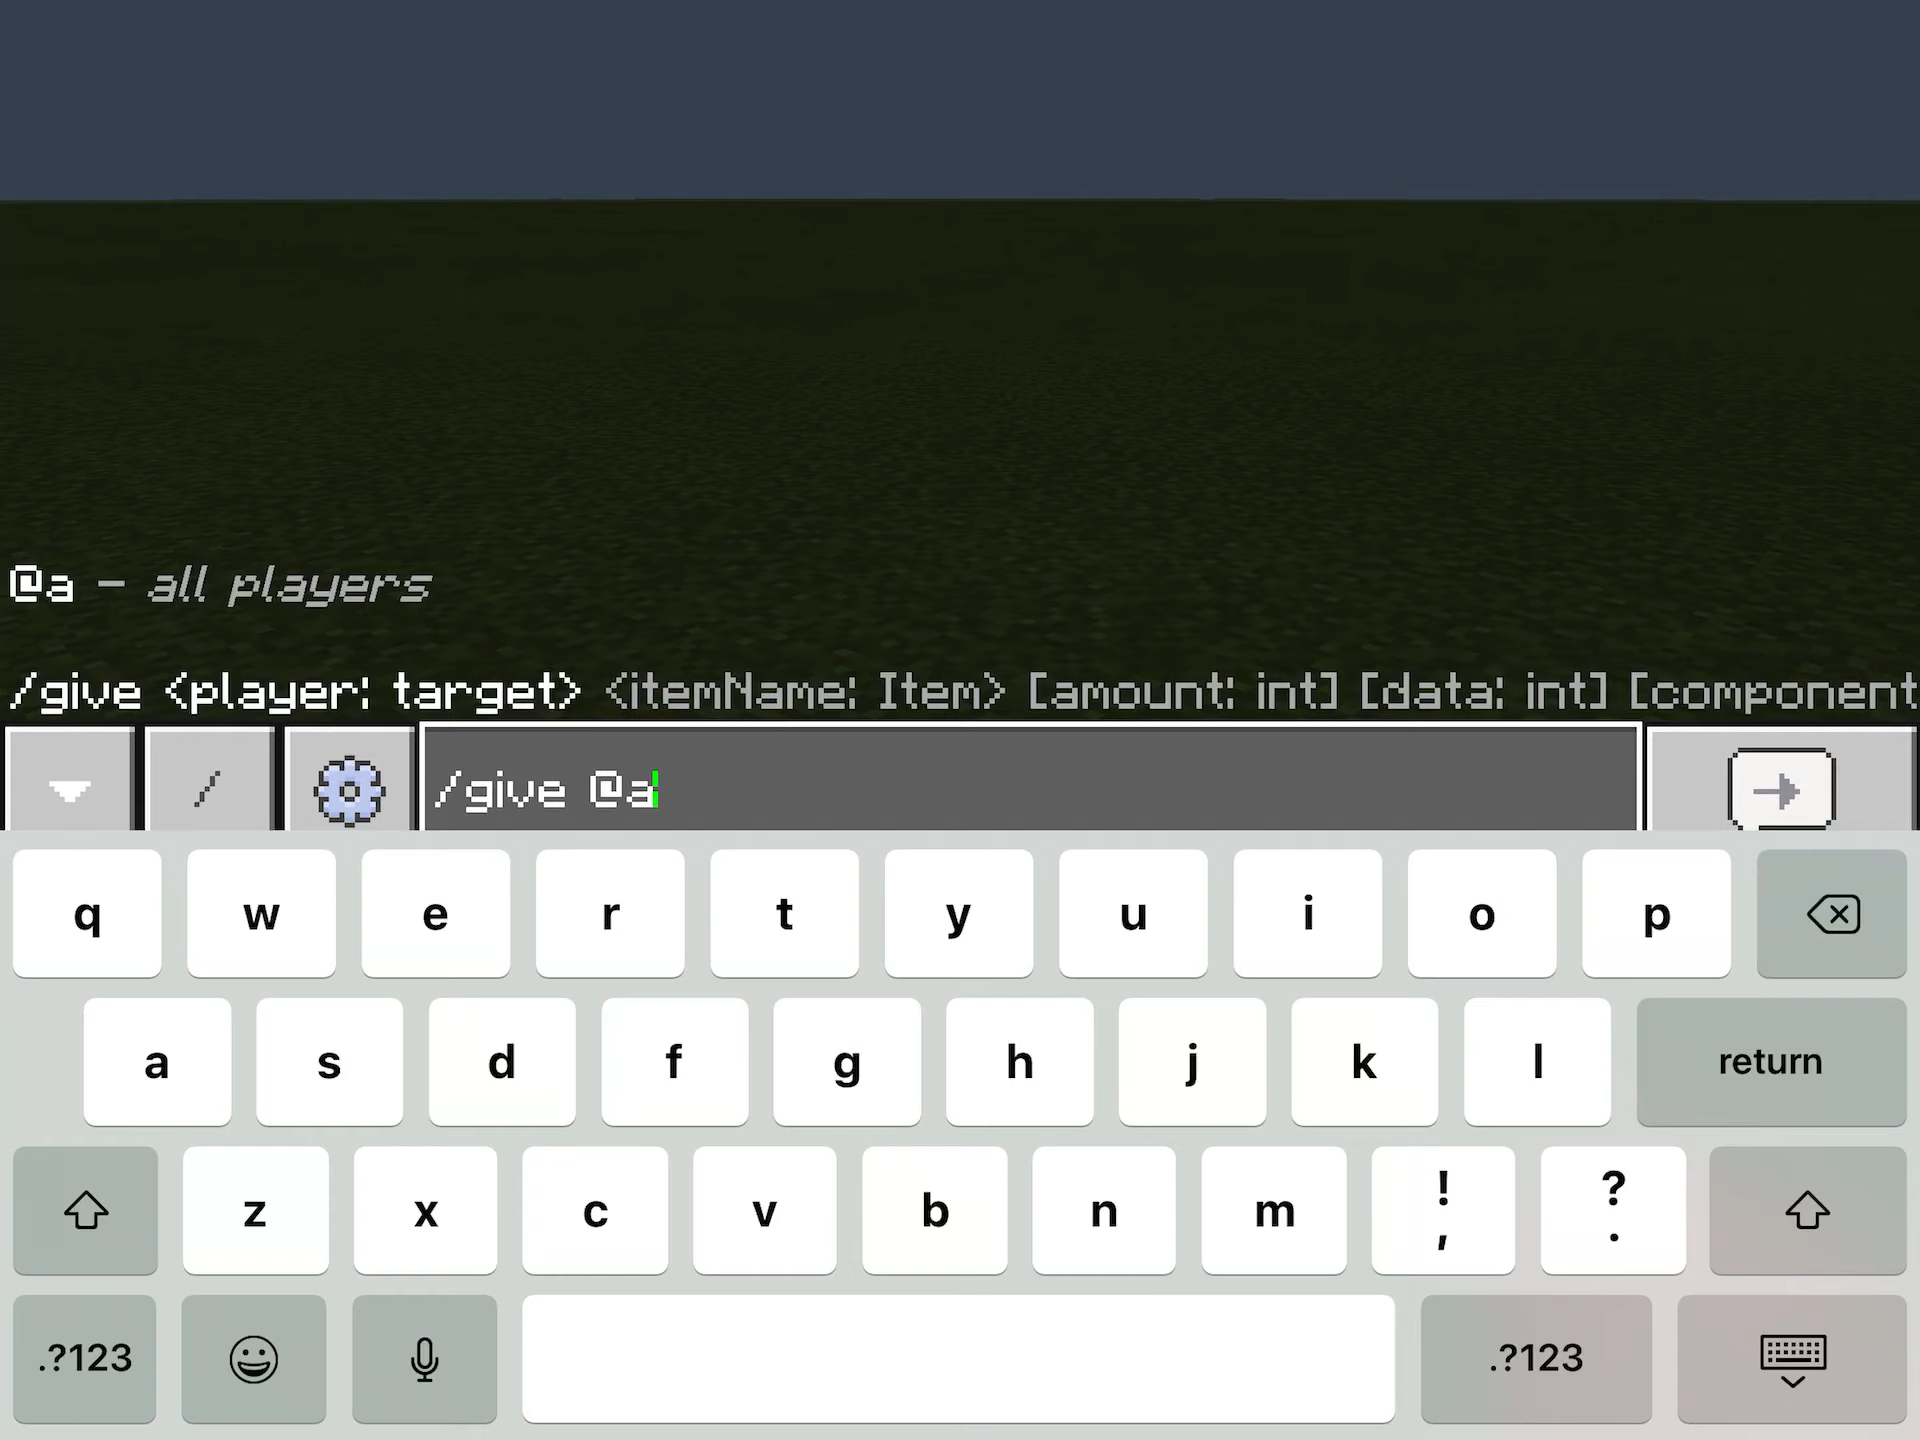 @a - all players
/give <player: target> <itemName: Item> [amount: int] [data: int] [component
/
/give @a
q w e r t y u i o p
a s d f g h j k l return
z x c v b n m ! , ? .
.?123 .?123